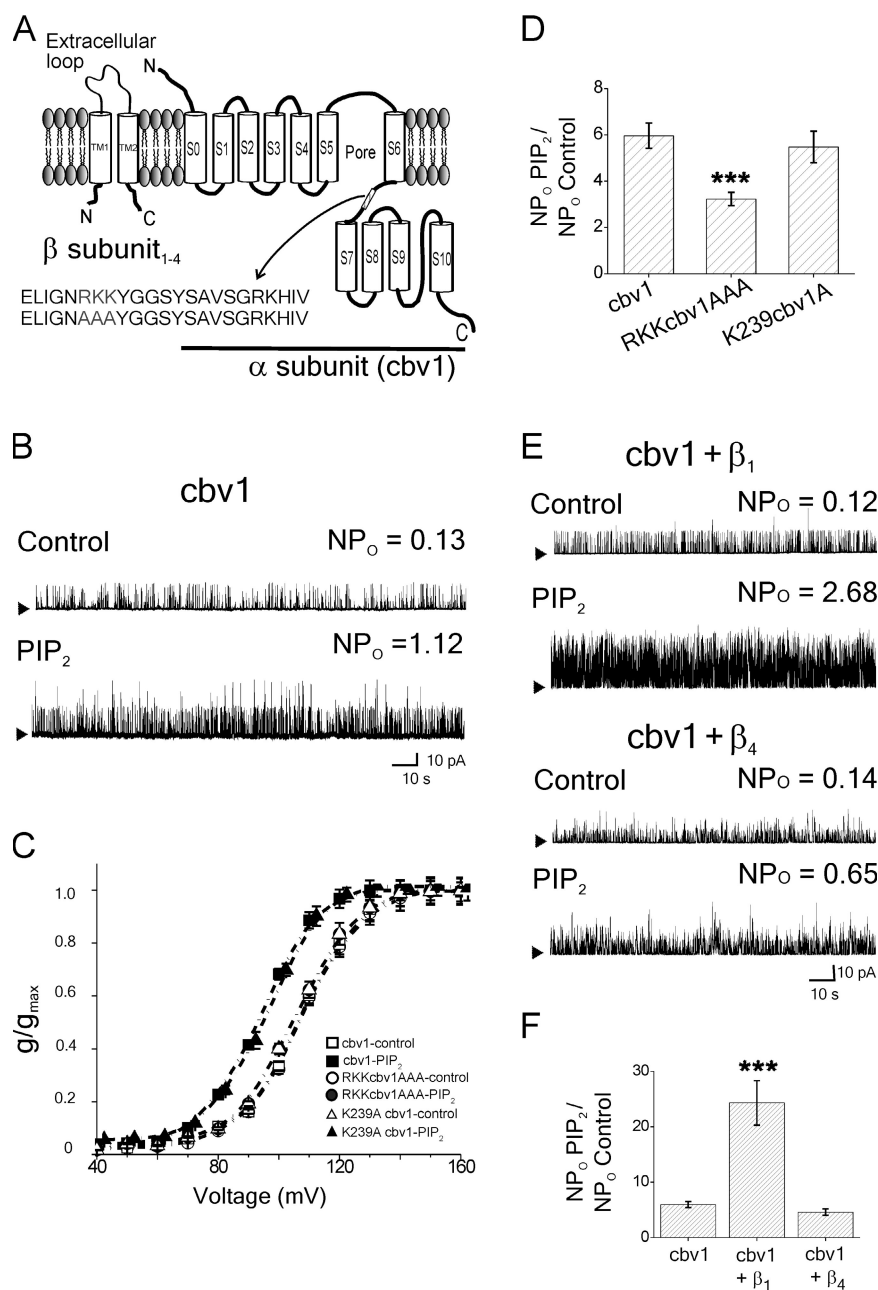 A
Extracellular
loop
N
TM1
TM2
S0
S1
S2
S3
S4
S5
Pore
S6
N
C
β subunit1-4
S7
S8
S9
S10
ELIGNRKKYGGSYSAVSGRKHIV
ELIGNAAAYGGSYSAVSGRKHIV
C
α subunit (cbv1)
B
cbv1
Control
NPO = 0.13
PIP2
NPO =1.12
10 pA
10 s
C
g/gmax
1.0
0.8
0.6
0.4
0.2
0
cbv1-control
cbv1-PIP2
RKKcbv1AAA-control
RKKcbv1AAA-PIP2
K239A cbv1-control
K239A cbv1-PIP2
40
80
120
160
Voltage (mV)
D
NPO PIP2/
NPO Control
8
6
4
2
0
***
cbv1
RKKcbv1AAA
K239cbv1A
E
cbv1 + β1
Control
NPO = 0.12
PIP2
NPO = 2.68
cbv1 + β4
Control
NPO = 0.14
PIP2
NPO = 0.65
10 pA
10 s
F
NPO PIP2/
NPO Control
30
20
10
0
***
cbv1
cbv1
+ β1
cbv1
+ β4